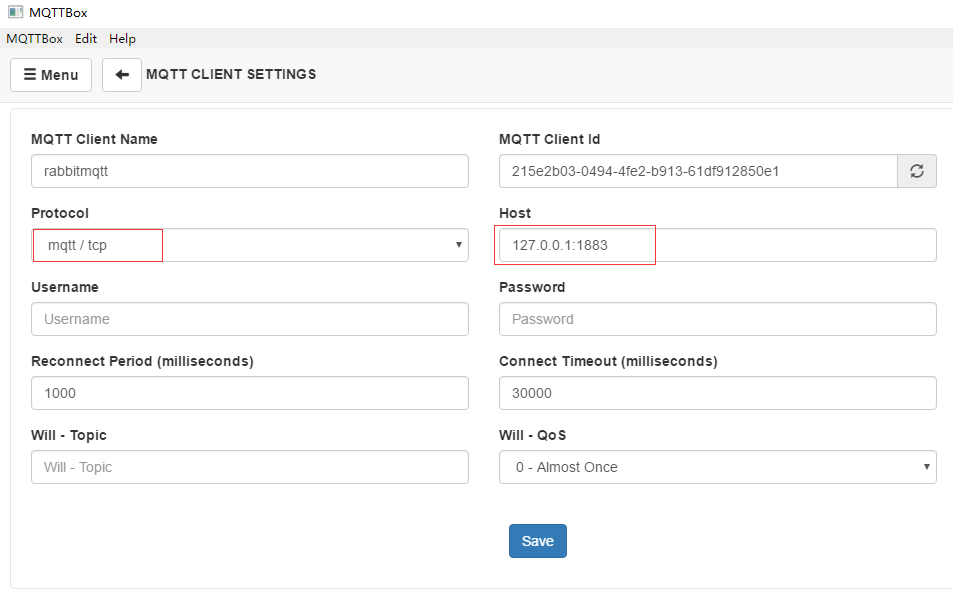 MQTTBox
MQTTBox Edit Help
Menu MQTT CLIENT SETTINGS
MQTT Client Name MQTT Client Id
rabbitmqtt 215e2b03-0494-4fe2-b913-61df912850e1
Protocol Host
mqtt / tcp 127.0.0.1:1883
Username Password
Username Password
Reconnect Period (milliseconds) Connect Timeout (milliseconds)
1000 30000
Will - Topic Will - QoS
Will - Topic 0 - Almost Once
Save